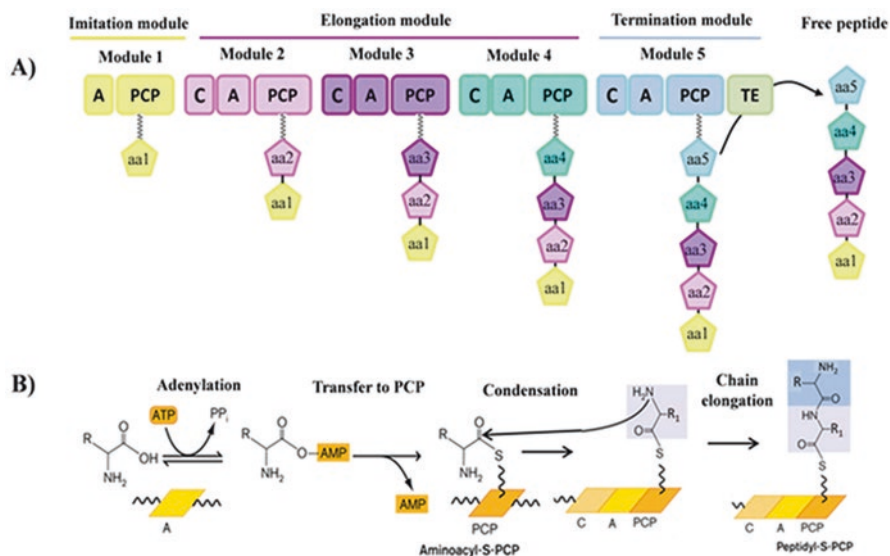 Imitation module Elongation module Termination module Free peptide
Module 1 Module 2 Module 3 Module 4 Module 5
A)
A PCP C A PCP C A PCP C A PCP C A PCP TE
aa1
aa2
aa1
aa3
aa2
aa1
aa4
aa3
aa2
aa1
aa5
aa4
aa3
aa2
aa1
aa5
aa4
aa3
aa2
aa1
B)
Adenylation Transfer to PCP Condensation Chain
elongation
ATP PPi
R O OH NH2
A
R O O AMP NH2
AMP
R O S NH2
PCP
Aminoacyl-S-PCP
H2N R1 O S
C A PCP
NH2 R O HN R1 O S
C A PCP
Peptidyl-S-PCP